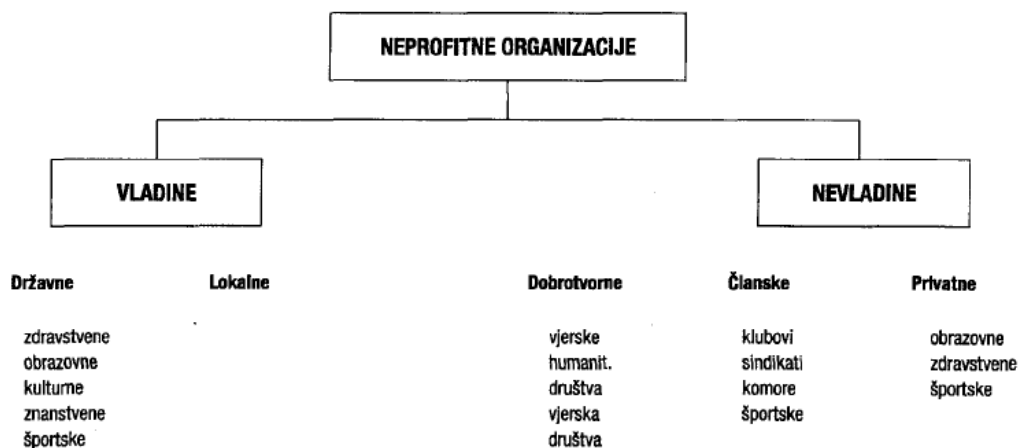 NEPROFITNE ORGANIZACIJE
VLADINE
NEVLADINE
Državne
Lokalne
Dobrotvorne
Članske
Privatne
zdravstvene
obrazovne
kulturne
znanstvene
športske
vjerske
humanit.
društva
vjerska
društva
klubovi
sindikati
komore
športske
obrazovne
zdravstvene
športske